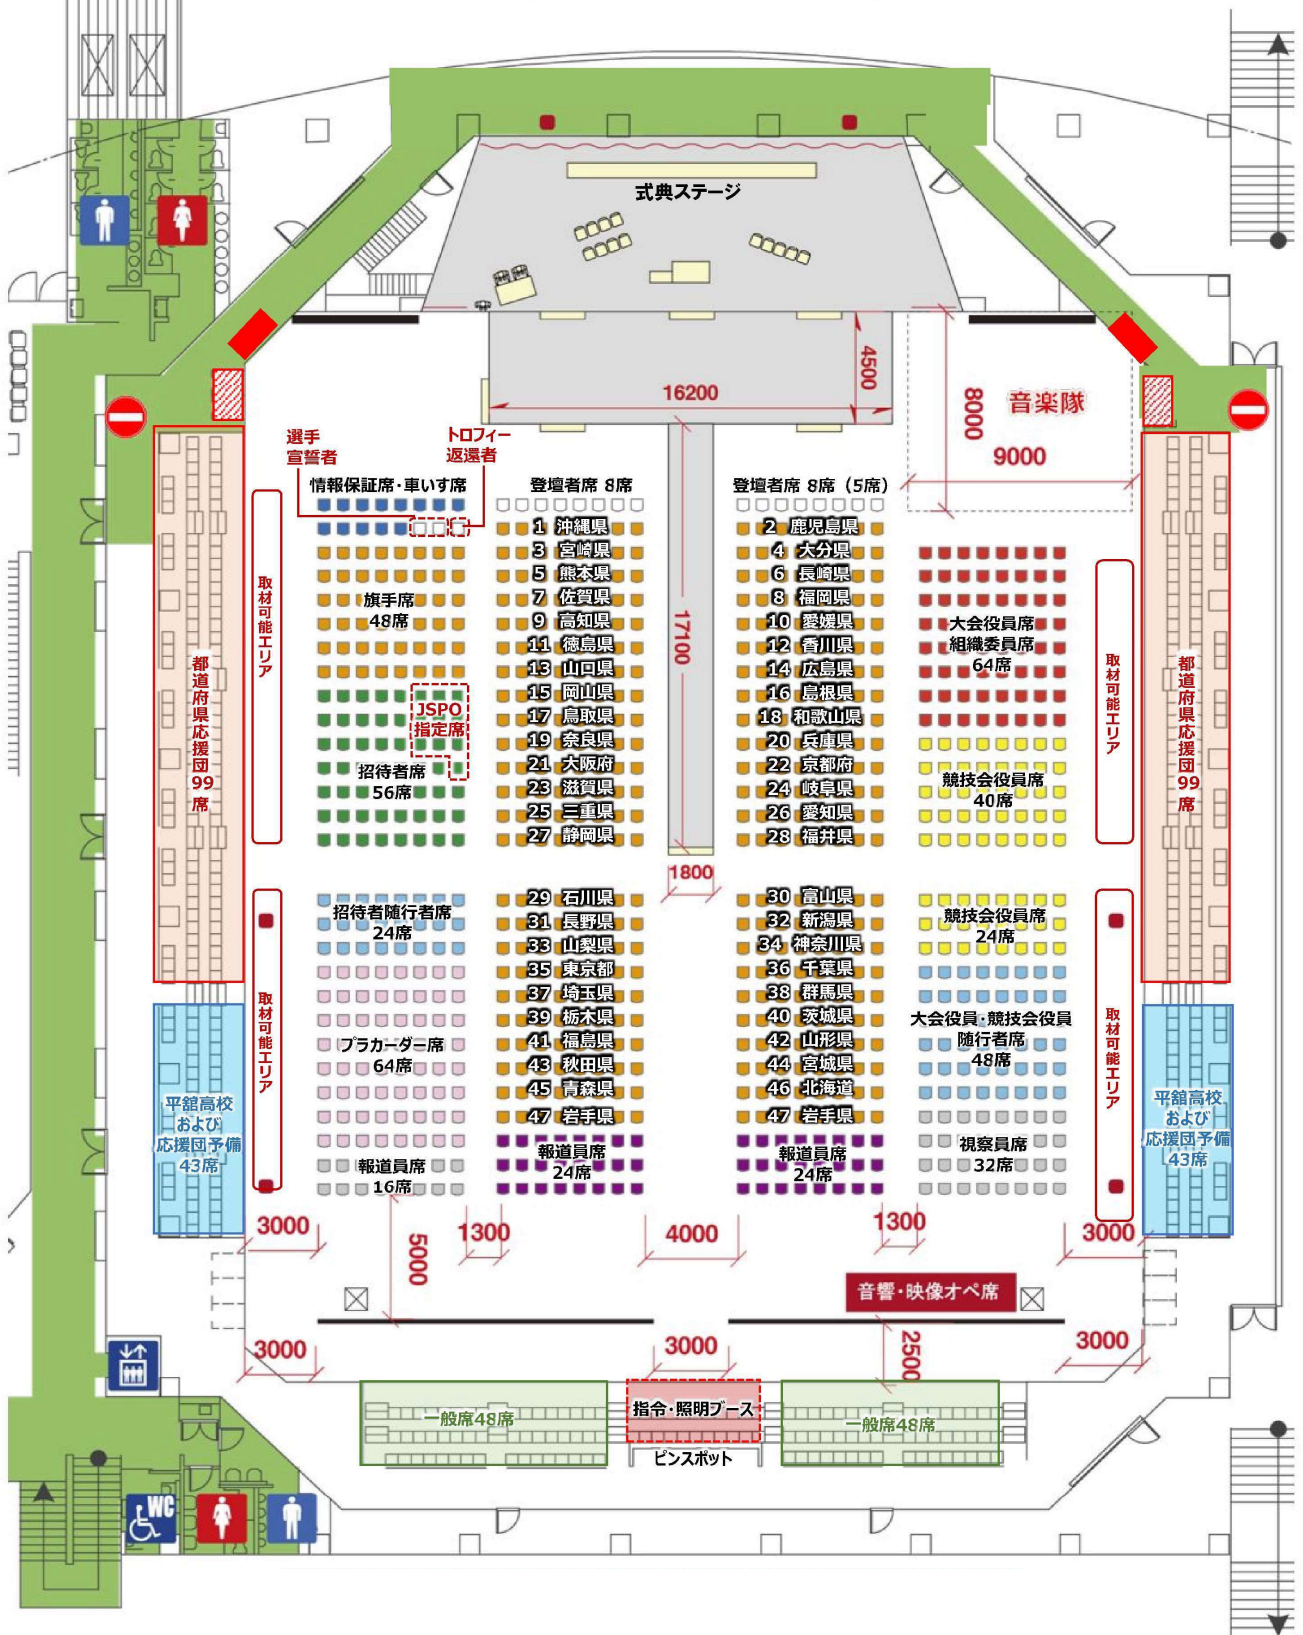 式典ステージ
4500
16200
8000
音楽隊
9000
選手
宣誓者
トロフィー
返還者
情報保証席・車いす席
登壇者席 8席
登壇者席 8席（5席）
1 沖縄県
2 鹿児島県
3 宮崎県
4 大分県
5 熊本県
6 長崎県
7 佐賀県
8 福岡県
9 高知県
10 愛媛県
11 徳島県
12 香川県
13 山口県
14 広島県
15 岡山県
16 島根県
17 鳥取県
18 和歌山県
19 奈良県
20 兵庫県
21 大阪府
22 京都府
23 滋賀県
24 岐阜県
25 三重県
26 愛知県
27 静岡県
28 福井県
旗手席
48席
JSPO
指定席
招待者席
56席
17100
1800
大会役員席
組織委員席
64席
競技会役員席
40席
取材可能エリア
取材可能エリア
都道府県応援団99席
都道府県応援団99席
29 石川県
30 富山県
31 長野県
32 新潟県
33 山梨県
34 神奈川県
35 東京都
36 千葉県
37 埼玉県
38 群馬県
39 栃木県
40 茨城県
41 福島県
42 山形県
43 秋田県
44 宮城県
45 青森県
46 北海道
47 岩手県
47 岩手県
招待者随行者席
24席
プラカーダー席
64席
報道員席
16席
報道員席
24席
報道員席
24席
競技会役員席
24席
大会役員・競技会役員
随行者席
48席
視察員席
32席
取材可能エリア
取材可能エリア
平舘高校
および
応援団予備
43席
平舘高校
および
応援団予備
43席
3000
1300
4000
1300
3000
5000
音響・映像オペ席
3000
3000
2500
3000
一般席48席
指令・照明ブース
一般席48席
ピンスポット
WC